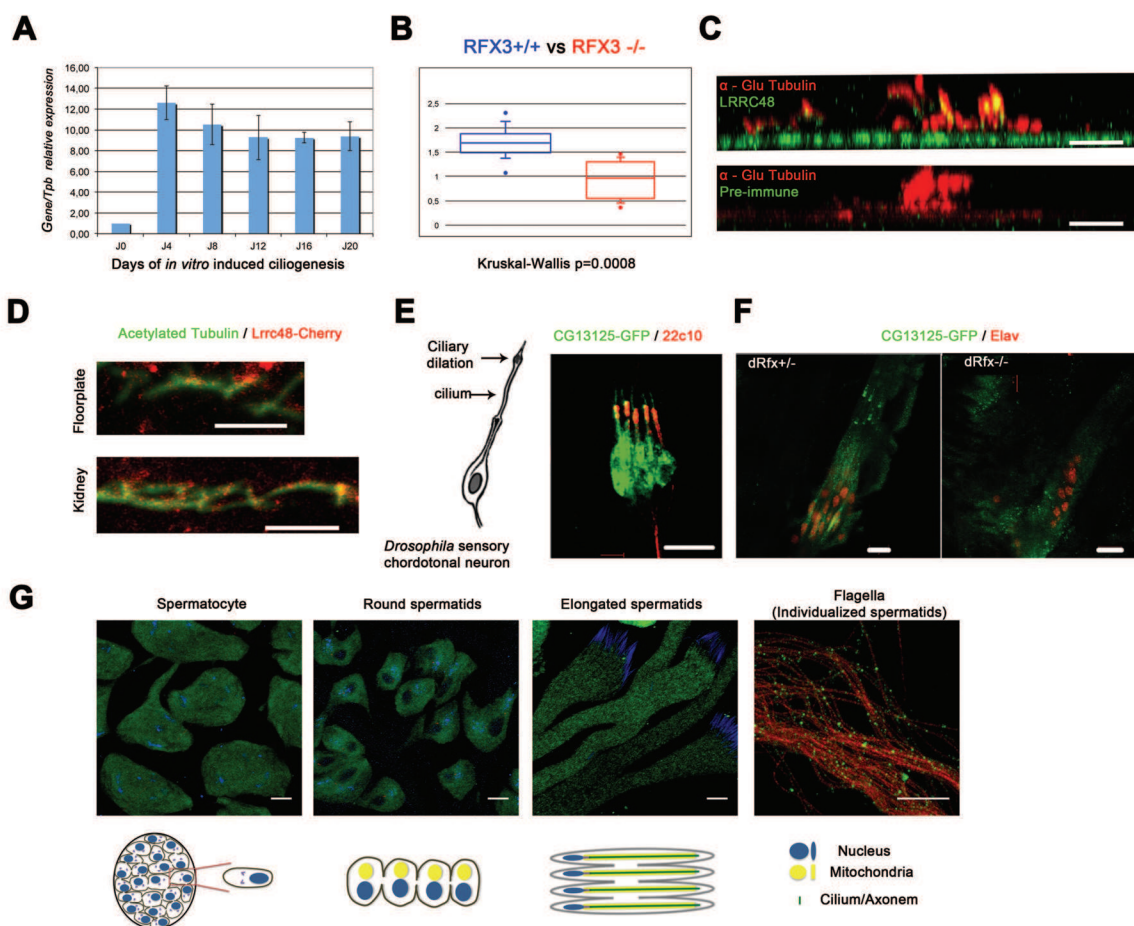 A
Gene/Tpb relative expression
16,00
14,00
12,00
10,00
8,00
6,00
4,00
2,00
0,00
J0 J4 J8 J12 J16 J20
Days of in vitro induced ciliogenesis
B
RFX3+/+ vs RFX3 -/-
2,5
2
1,5
1
0,5
0
Kruskal-Wallis p=0.0008
C
α - Glu Tubulin
LRRC48
α - Glu Tubulin
Pre-immune
D
Acetylated Tubulin / Lrrc48-Cherry
Floorplate
Kidney
E
Ciliary
dilation
cilium
Drosophila sensory
chordotonal neuron
CG13125-GFP / 22c10
F
CG13125-GFP / Elav
dRfx+/-
dRfx-/-
G
Spermatocyte
Round spermatids
Elongated spermatids
Flagella
(Individualized spermatids)
Nucleus
Mitochondria
Cilium/Axonem